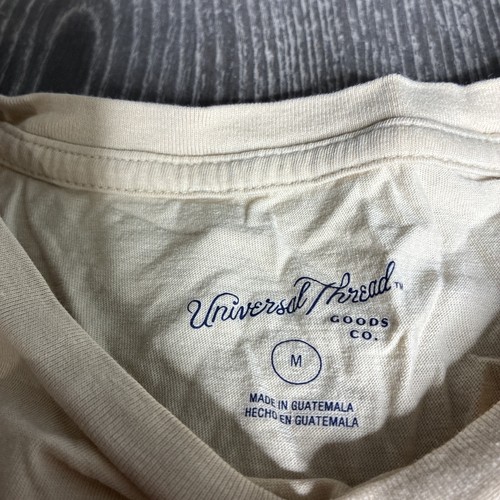 Universal Thread™
GOODS
CO.
M
MADE IN GUATEMALA
HECHO EN GUATEMALA